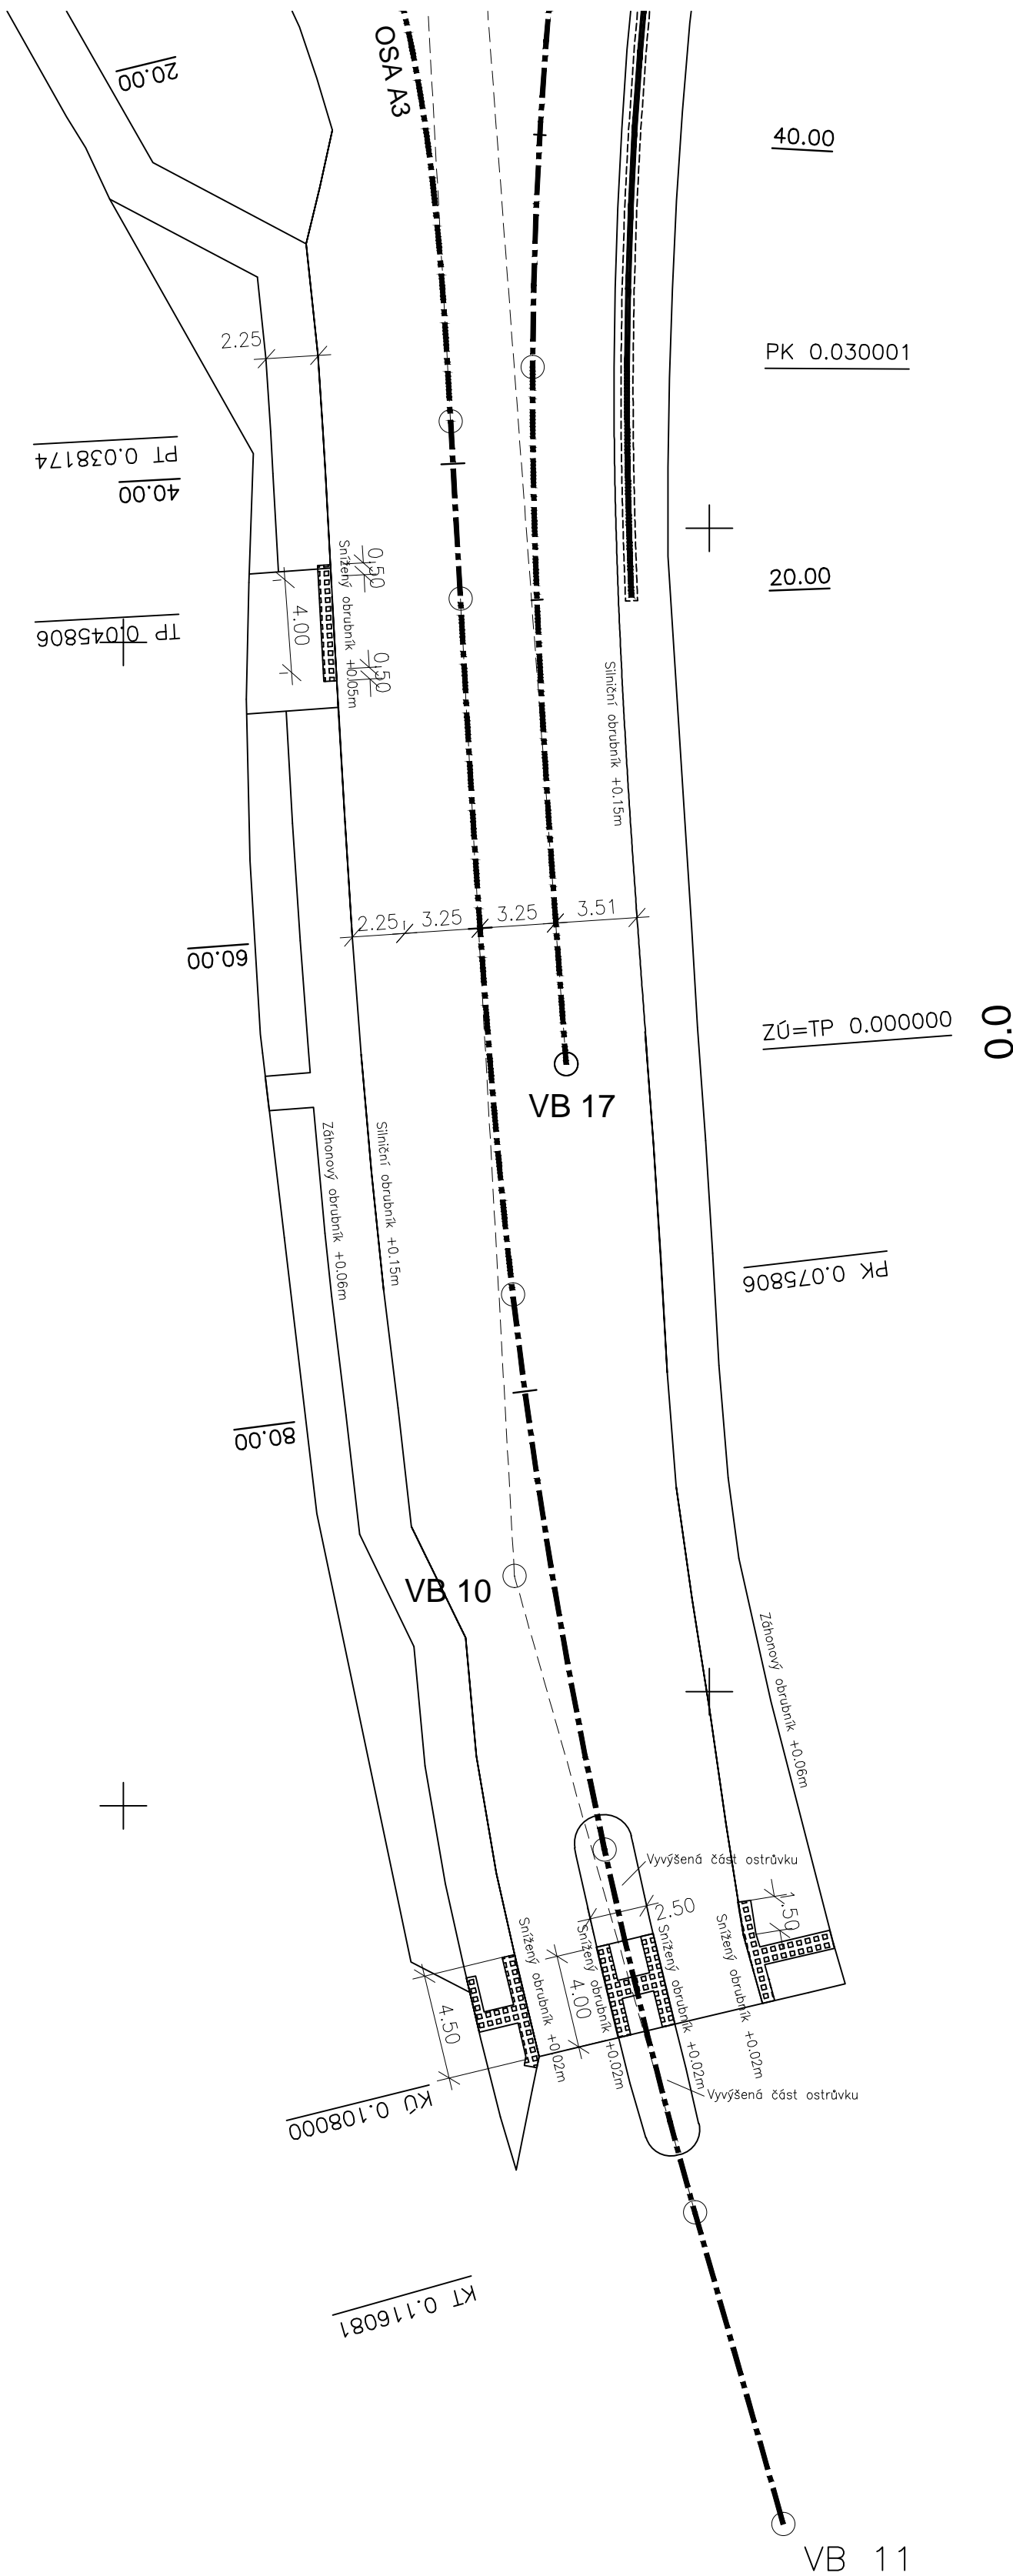 20.00
OSA A3
40.00
2.25
PK 0.030001
PT 0.038174
40.00
0.50
Snížený obrubník +0.05m
4.00
20.00
TP 0.045806
0.50
Silniční obrubník +0.15m
2.25
3.25
3.25
3.51
60.00
ZÚ=TP 0.000000
0.0
VB 17
Záhonový obrubník +0.06m
Silniční obrubník +0.15m
PK 0.075806
80.00
VB 10
Záhonový obrubník +0.06m
Vyvýšená část ostrůvku
1.50
2.50
Snížený obrubník +0.02m
Snížený obrubník +0.02m
Snížený obrubník +0.02m
Snížený obrubník +0.02m
4.00
4.50
Vyvýšená část ostrůvku
KÚ 0.108000
KT 0.116081
VB 11